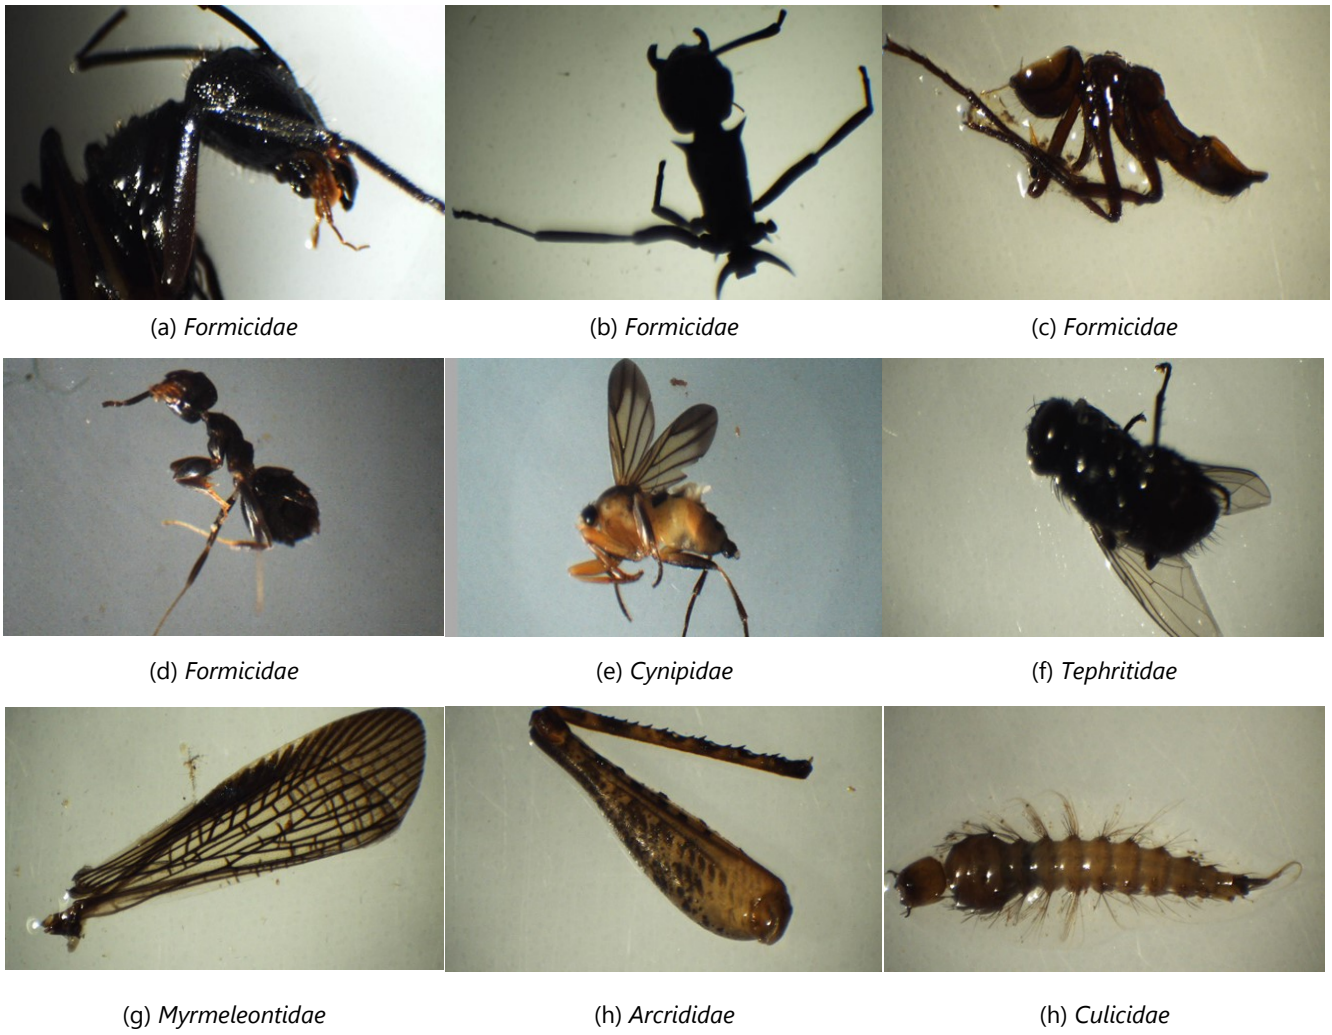 (a) Formicidae
(b) Formicidae
(c) Formicidae
(d) Formicidae
(e) Cynipidae
(f) Tephritidae
(g) Myrmeleontidae
(h) Arcrididae
(h) Culicidae